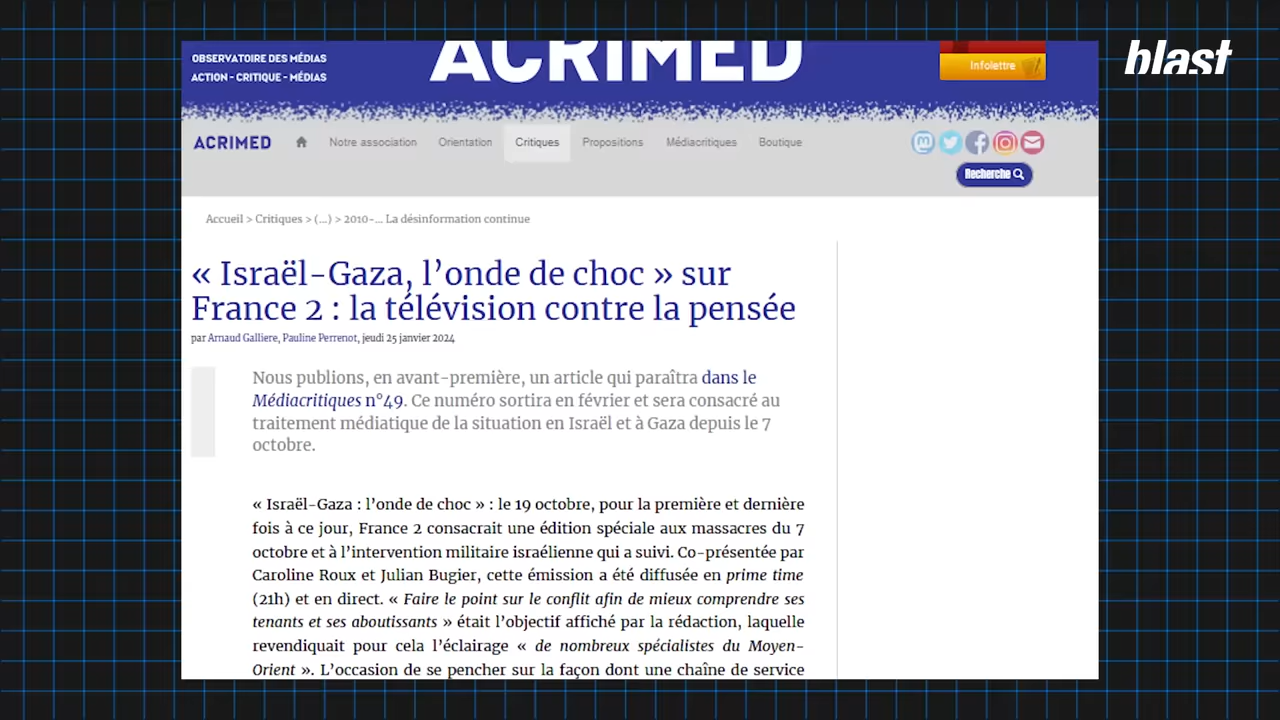 OBSERVATOIRE DES MÉDIAS
ACTION - CRITIQUE - MÉDIAS
ACRIMED
Infolettre
blast
ACRIMED
Notre association
Orientation
Critiques
Propositions
Médiacritiques
Boutique
Recherche
Accueil > Critiques > (...) > 2010-... La désinformation continue
« Israël-Gaza, l’onde de choc » sur
France 2 : la télévision contre la pensée
par Arnaud Galliere, Pauline Perrenot, jeudi 25 janvier 2024
Nous publions, en avant-première, un article qui paraîtra dans le
Médiacritiques n°49. Ce numéro sortira en février et sera consacré au
traitement médiatique de la situation en Israël et à Gaza depuis le 7
octobre.
« Israël-Gaza : l’onde de choc » : le 19 octobre, pour la première et dernière
fois à ce jour, France 2 consacrait une édition spéciale aux massacres du 7
octobre et à l’intervention militaire israélienne qui a suivi. Co-présentée par
Caroline Roux et Julian Bugier, cette émission a été diffusée en prime time
(21h) et en direct. « Faire le point sur le conflit afin de mieux comprendre ses
tenants et ses aboutissants » était l’objectif affiché par la rédaction, laquelle
revendiquait pour cela l’éclairage « de nombreux spécialistes du Moyen-
Orient ». L’occasion de se pencher sur la façon dont une chaîne de service